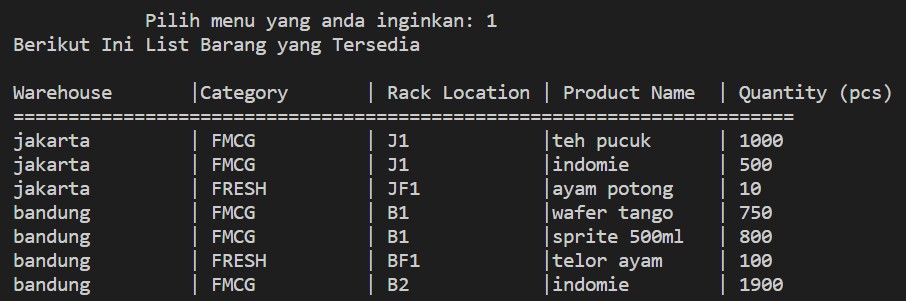 Pilih menu yang anda inginkan: 1
Berikut Ini List Barang yang Tersedia
Warehouse |Category | Rack Location | Product Name | Quantity (pcs)
=======================================================================
jakarta | FMCG | J1 |teh pucuk | 1000
jakarta | FMCG | J1 |indomie | 500
jakarta | FRESH | JF1 |ayam potong | 10
bandung | FMCG | B1 |wafer tango | 750
bandung | FMCG | B1 |sprite 500ml | 800
bandung | FRESH | BF1 |telor ayam | 100
bandung | FMCG | B2 |indomie | 1900